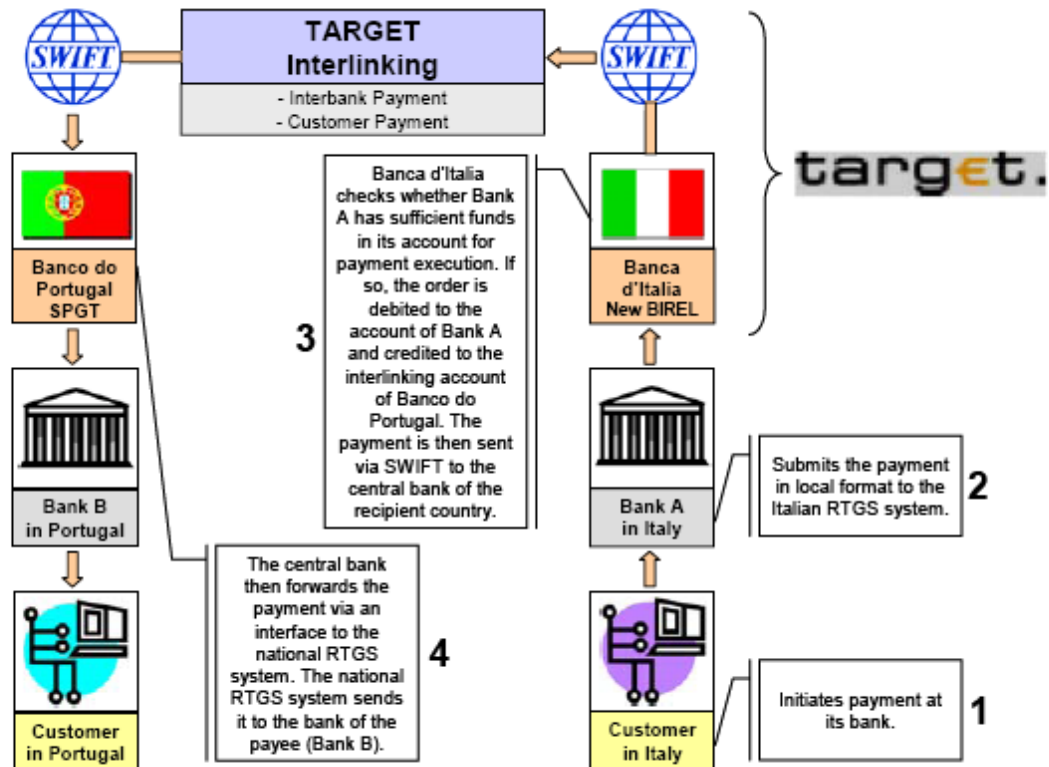 SWIFT
TARGET
Interlinking
- Interbank Payment
- Customer Payment
SWIFT
target.
Banco do
Portugal
SPGT
3
Banca d'Italia
checks whether Bank
A has sufficient funds
in its account for
payment execution. If
so, the order is
debited to the
account of Bank A
and credited to the
interlinking account
of Banco do
Portugal. The
payment is then sent
via SWIFT to the
central bank of the
recipient country.
Banca
d'Italia
New BIREL
Bank B
in Portugal
Bank A
in Italy
Submits the payment
in local format to the
Italian RTGS system.
2
The central bank
then forwards the
payment via an
interface to the
national RTGS
system. The national
RTGS system sends
it to the bank of the
payee (Bank B).
4
Customer
in Portugal
Customer
in Italy
Initiates payment at
its bank.
1